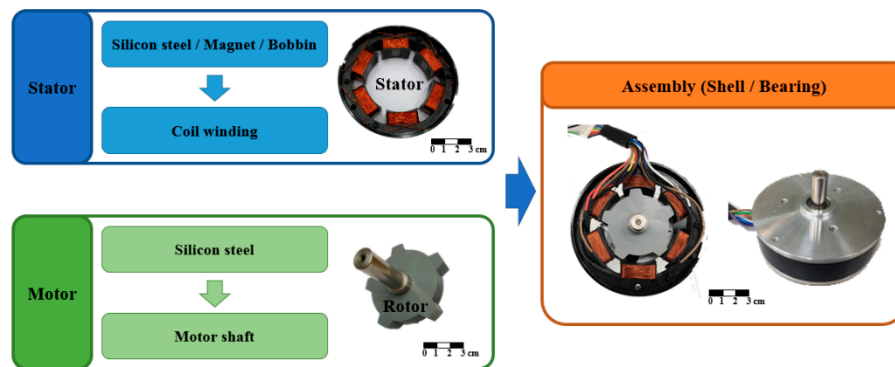 Stator
Silicon steel / Magnet / Bobbin
Coil winding
Stator
0 1 2 3 cm
Motor
Silicon steel
Motor shaft
Rotor
0 1 2 3 cm
Assembly (Shell / Bearing)
0 1 2 3 cm